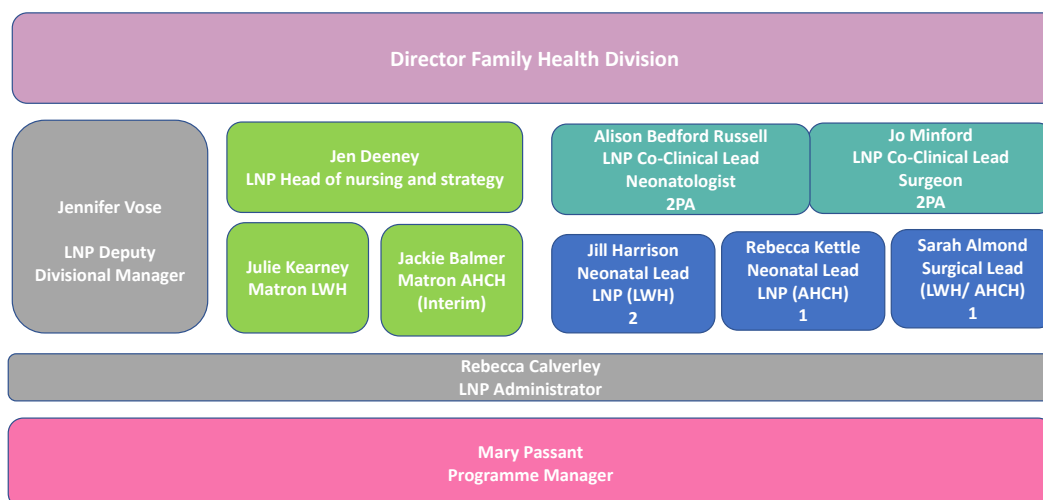 Director Family Health Division
Jennifer Vose
LNP Deputy
Divisional Manager
Jen Deeney
LNP Head of nursing and strategy
Julie Kearney
Matron LWH
Jackie Balmer
Matron AHCH
(Interim)
Alison Bedford Russell
LNP Co-Clinical Lead
Neonatologist
2PA
Jo Minford
LNP Co-Clinical Lead
Surgeon
2PA
Jill Harrison
Neonatal Lead
LNP (LWH)
2
Rebecca Kettle
Neonatal Lead
LNP (AHCH)
1
Sarah Almond
Surgical Lead
(LWH/ AHCH)
1
Rebecca Calverley
LNP Administrator
Mary Passant
Programme Manager